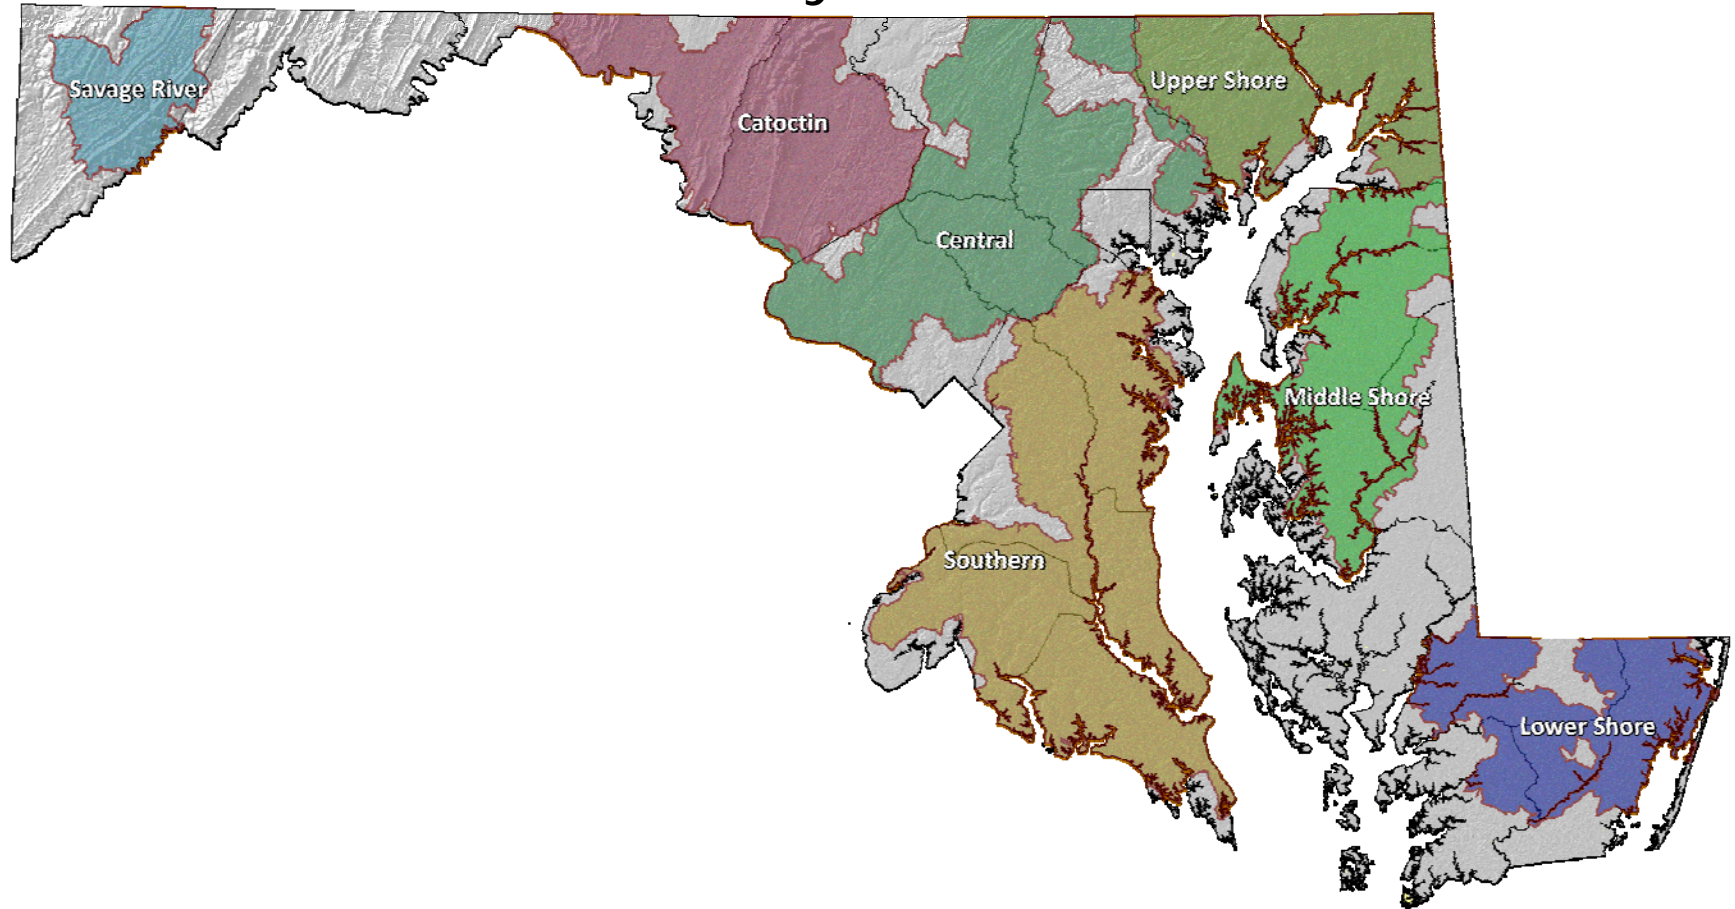 Savage River
Upper Shore
Catoctin
Central
Middle Shore
Southern
Lower Shore